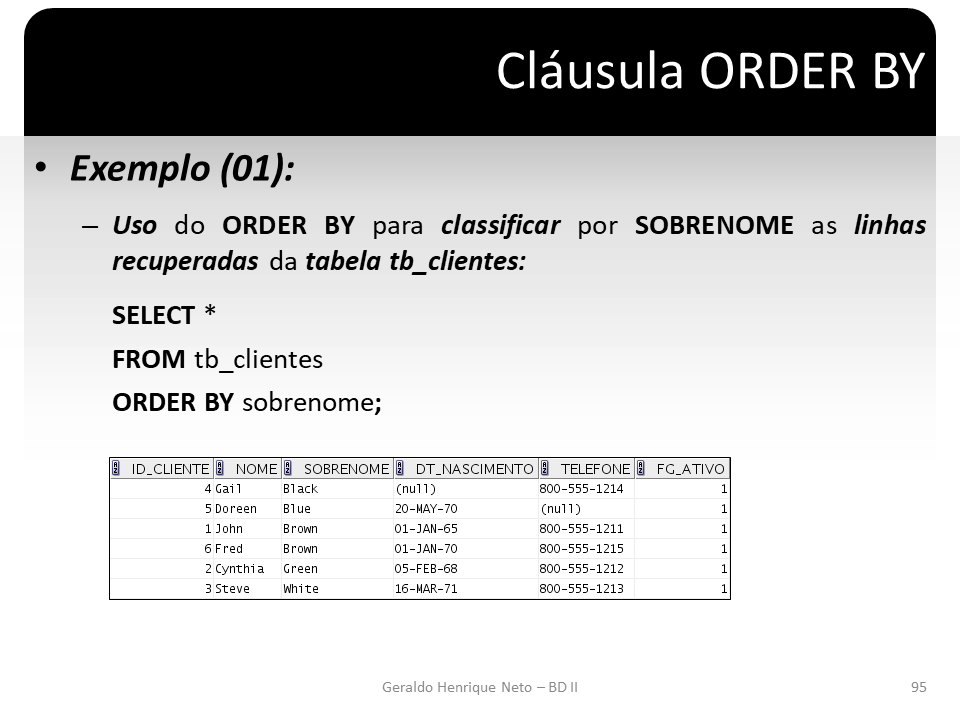 Cláusula ORDER BY
• Exemplo (01):
– Uso do ORDER BY para classificar por SOBRENOME as linhas
recuperadas da tabela tb_clientes:
SELECT *
FROM tb_clientes
ORDER BY sobrenome;
ID_CLIENTE NOME SOBRENOME DT_NASCIMENTO TELEFONE FG_ATIVO
4 Gail Black (null) 800-555-1214 1
5 Doreen Blue 20-MAY-70 (null) 1
1 John Brown 01-JAN-65 800-555-1211 1
6 Fred Brown 01-JAN-70 800-555-1215 1
2 Cynthia Green 05-FEB-68 800-555-1212 1
3 Steve White 16-MAR-71 800-555-1213 1
Geraldo Henrique Neto – BD II 95